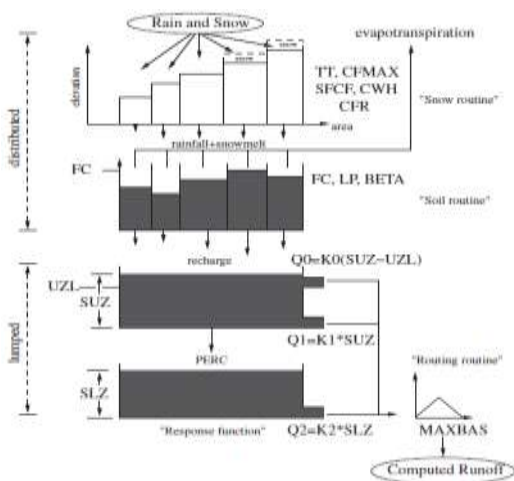 Rain and Snow
evapotranspiration
snow
snow
TT, CFMAX
SFCF, CWH
CFR
elevation
area
"Snow routine"
distributed
rainfall+snowmelt
FC
FC, LP, BETA
"Soil routine"
recharge
Q0=K0(SUZ-UZL)
UZL
SUZ
lumped
Q1=K1*SUZ
PERC
"Routing routine"
SLZ
"Response function"
Q2=K2*SLZ
MAXBAS
Computed Runoff